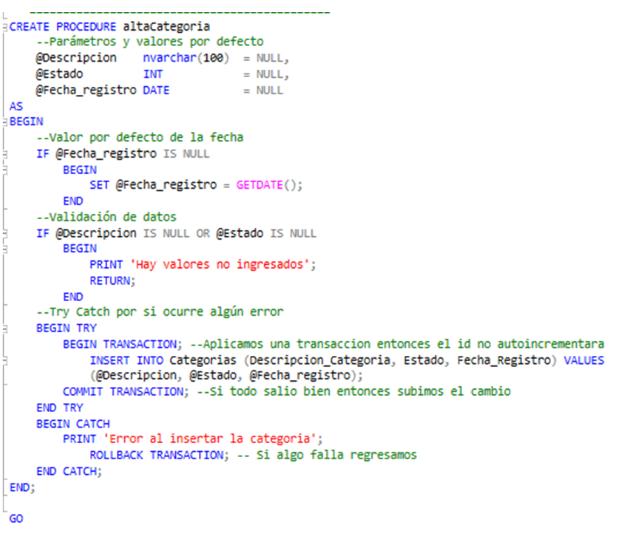 --------------------------------------------
CREATE PROCEDURE altaCategoria
    --Parámetros y valores por defecto
    @Descripcion    nvarchar(100)  = NULL,
    @Estado         INT            = NULL,
    @Fecha_registro DATE           = NULL
AS
BEGIN
    --Valor por defecto de la fecha
    IF @Fecha_registro IS NULL
        BEGIN
            SET @Fecha_registro = GETDATE();
        END
    --Validación de datos
    IF @Descripcion IS NULL OR @Estado IS NULL
        BEGIN
            PRINT 'Hay valores no ingresados';
            RETURN;
        END
    --Try Catch por si ocurre algún error
    BEGIN TRY
        BEGIN TRANSACTION; --Aplicamos una transaccion entonces el id no autoincrementara
            INSERT INTO Categorias (Descripcion_Categoria, Estado, Fecha_Registro) VALUES
            (@Descripcion, @Estado, @Fecha_registro);
        COMMIT TRANSACTION; --Si todo salio bien entonces subimos el cambio
    END TRY
    BEGIN CATCH
        PRINT 'Error al insertar la categoria';
            ROLLBACK TRANSACTION; -- Si algo falla regresamos
    END CATCH;
END;
GO